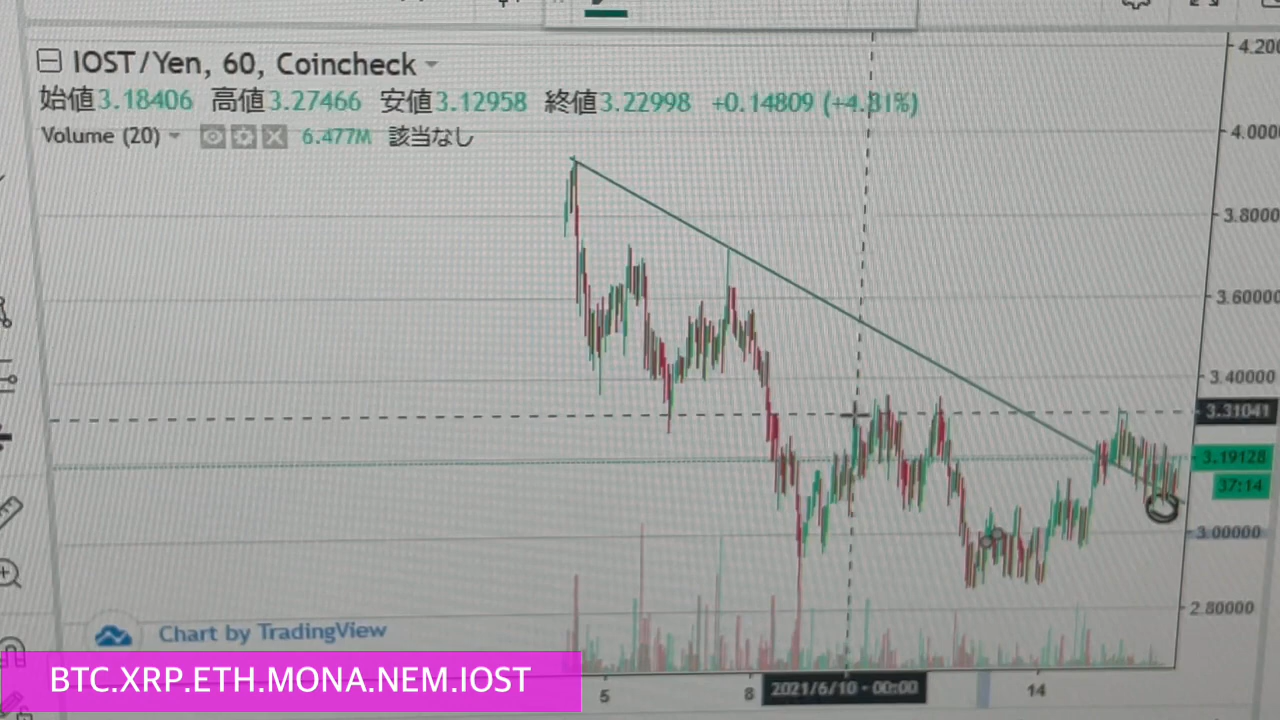 IOST/Yen, 60, Coincheck
始値3.18406 高値3.27466 安値3.12958 終値3.22998 +0.14809 (+4.81%)
Volume (20) 6.477M 該当なし
4.200
4.0000
3.8000
3.60000
3.40000
3.31041
3.19128
37:14
3.00000
2.80000
Chart by TradingView
BTC.XRP.ETH.MONA.NEM.IOST
5
8
2021/6/10 - 00:00
14